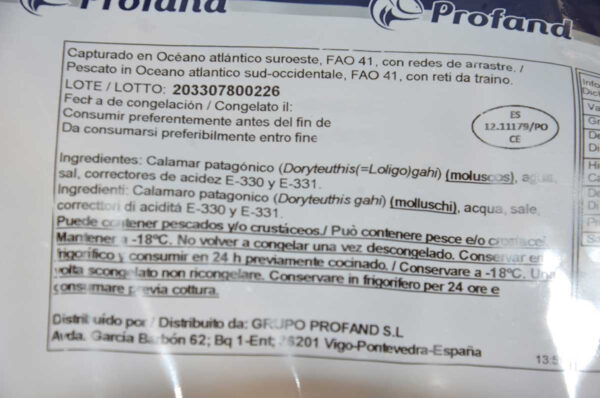 Profand
Profand
Capturado en Océano atlántico suroeste, FAO 41, con redes de arrastre. /
Pescato in Oceano atlantico sud-occidentale, FAO 41, con reti da traino.
LOTE / LOTTO: 203307800226
Fecha de congelación / Congelato il:
Consumir preferentemente antes del fin de
Da consumarsi preferibilmente entro fine
ES
12.11179/PO
CE
Ingredientes: Calamar patagónico (Doryteuthis(=Loligo)gahi) (moluscos), agua,
sal, correctores de acidez E-330 y E-331.
Ingredienti: Calamaro patagonico (Doryteuthis gahi) (molluschi), acqua, sale,
correttori di acidità E-330 y E-331.
Puede contener pescados y/o crustáceos./ Può contenere pesce e/o crostacei.
Mantener a -18ºC. No volver a congelar una vez descongelado. Conservar en
frigorífico y consumir en 24 h previamente cocinado. / Conservare a -18ºC. Una
volta scongelato non ricongelare. Conservare in frigorifero per 24 ore e
consumare previa cottura.
Distribuido por / Distribuito da: GRUPO PROFAND S.L
Avda. García Barbón 62; Bq 1-Ent; 36201 Vigo-Pontevedra-España
13:5